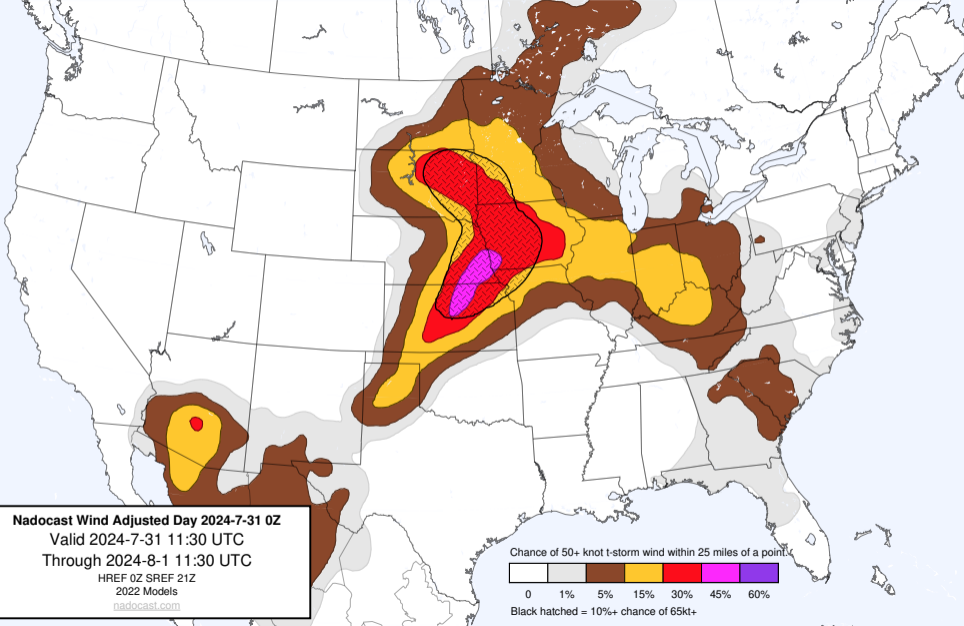 Nadocast Wind Adjusted Day 2024-7-31 0Z
Valid 2024-7-31 11:30 UTC
Through 2024-8-1 11:30 UTC
HREF 0Z SREF 21Z
2022 Models
nadocast.com
Chance of 50+ knot t-storm wind within 25 miles of a point.
0 1% 5% 15% 30% 45% 60%
Black hatched = 10%+ chance of 65kt+